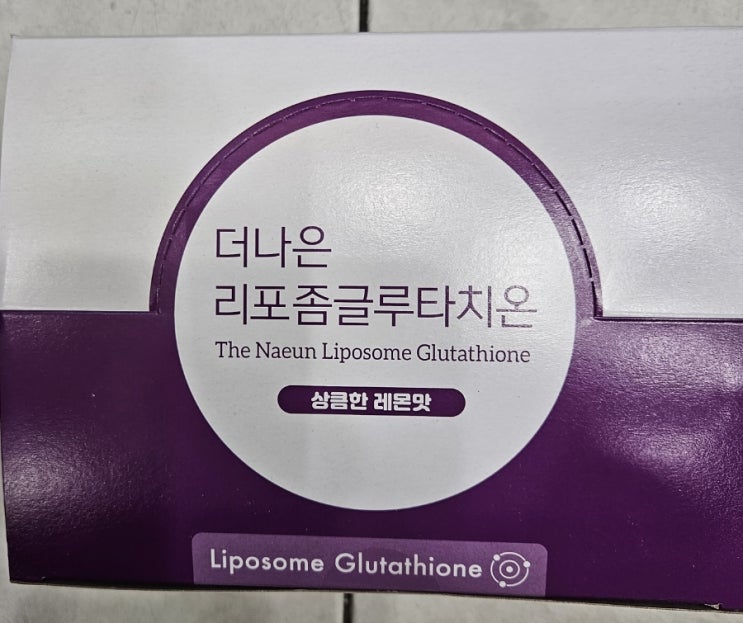 더나은
리포좀글루타치온
The Naeun Liposome Glutathione
상큼한 레몬맛
Liposome Glutathione